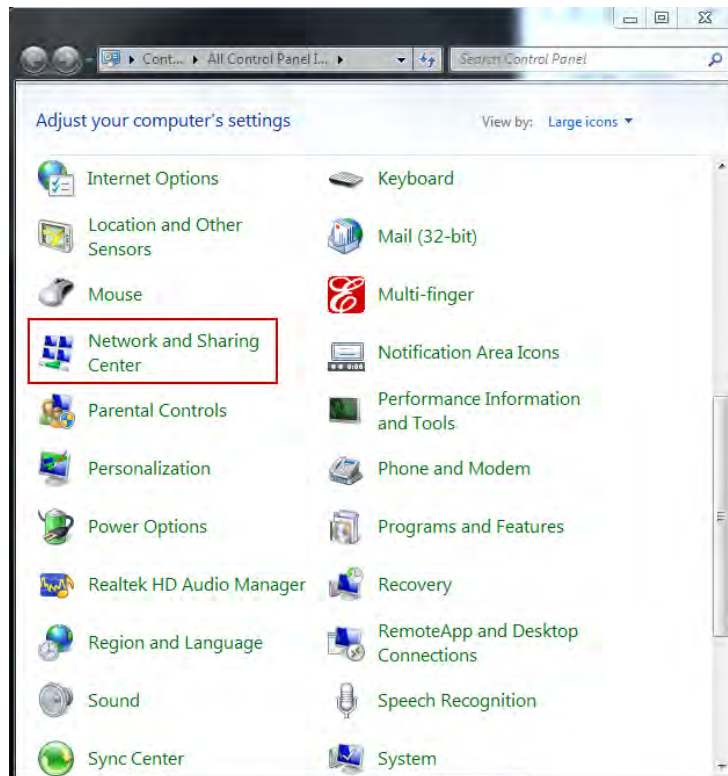 Cont... All Control Panel I... Search Control Panel
Adjust your computer's settings
View by: Large icons
Internet Options
Keyboard
Location and Other
Sensors
Mail (32-bit)
Mouse
Multi-finger
Network and Sharing
Center
Notification Area Icons
Parental Controls
Performance Information
and Tools
Personalization
Phone and Modem
Power Options
Programs and Features
Realtek HD Audio Manager
Recovery
Region and Language
RemoteApp and Desktop
Connections
Sound
Speech Recognition
Sync Center
System